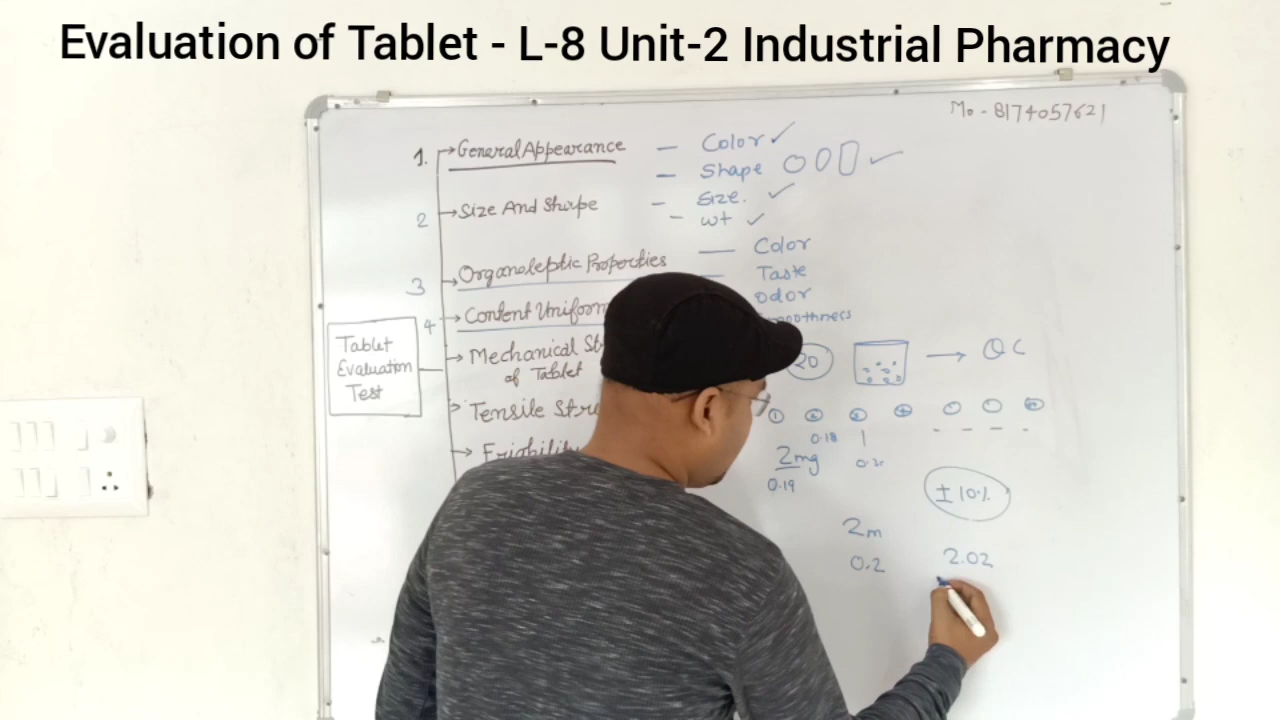 Evaluation of Tablet - L-8 Unit-2 Industrial Pharmacy
Mo - 8174057621
1. General Appearance - Color ✓
- Shape ✓
2 Size And Shape - Size. ✓
- wt ✓
3 Organoleptic Properties - Color
- Taste
odor
4 Content Uniform
20 → QC
Tablet
Evaluation
Test
Mechanical St
of Tablet
Tensile Stre
0.18
2mg 0.20
0.19
± 10%
2m
0.2 2.02